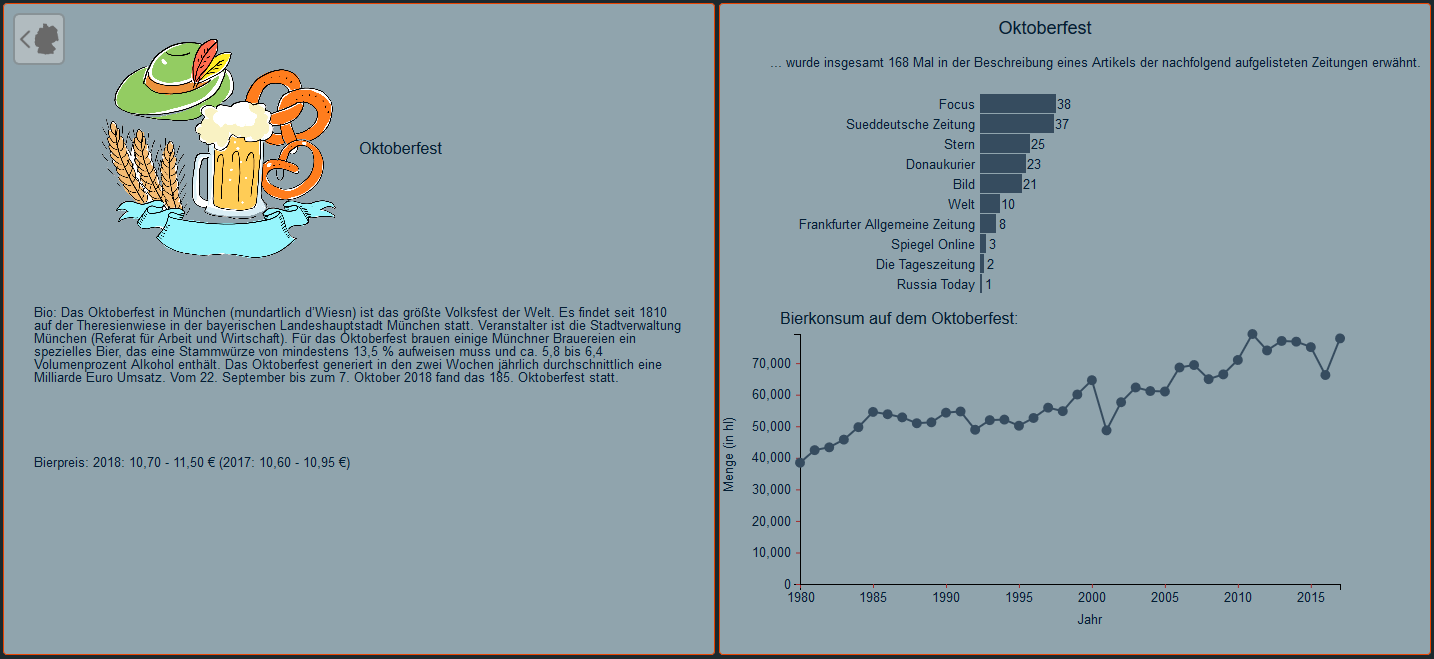 Oktoberfest
Bio: Das Oktoberfest in München (mundartlich d'Wiesn) ist das größte Volksfest der Welt. Es findet seit 1810
auf der Theresienwiese in der bayerischen Landeshauptstadt München statt. Veranstalter ist die Stadtverwaltung
München (Referat für Arbeit und Wirtschaft). Für das Oktoberfest brauen einige Münchner Brauereien ein
spezielles Bier, das eine Stammwürze von mindestens 13,5 % aufweisen muss und ca. 5,8 bis 6,4
Volumenprozent Alkohol enthält. Das Oktoberfest generiert in den zwei Wochen jährlich durchschnittlich eine
Milliarde Euro Umsatz. Vom 22. September bis zum 7. Oktober 2018 fand das 185. Oktoberfest statt.
Bierpreis: 2018: 10,70 - 11,50 € (2017: 10,60 - 10,95 €)
Oktoberfest
... wurde insgesamt 168 Mal in der Beschreibung eines Artikels der nachfolgend aufgelisteten Zeitungen erwähnt.
Focus 38
Sueddeutsche Zeitung 37
Stern 25
Donaukurier 23
Bild 21
Welt 10
Frankfurter Allgemeine Zeitung 8
Spiegel Online 3
Die Tageszeitung 2
Russia Today 1
Bierkonsum auf dem Oktoberfest:
Menge (in hl)
70,000
60,000
50,000
40,000
30,000
20,000
10,000
0
1980 1985 1990 1995 2000 2005 2010 2015
Jahr